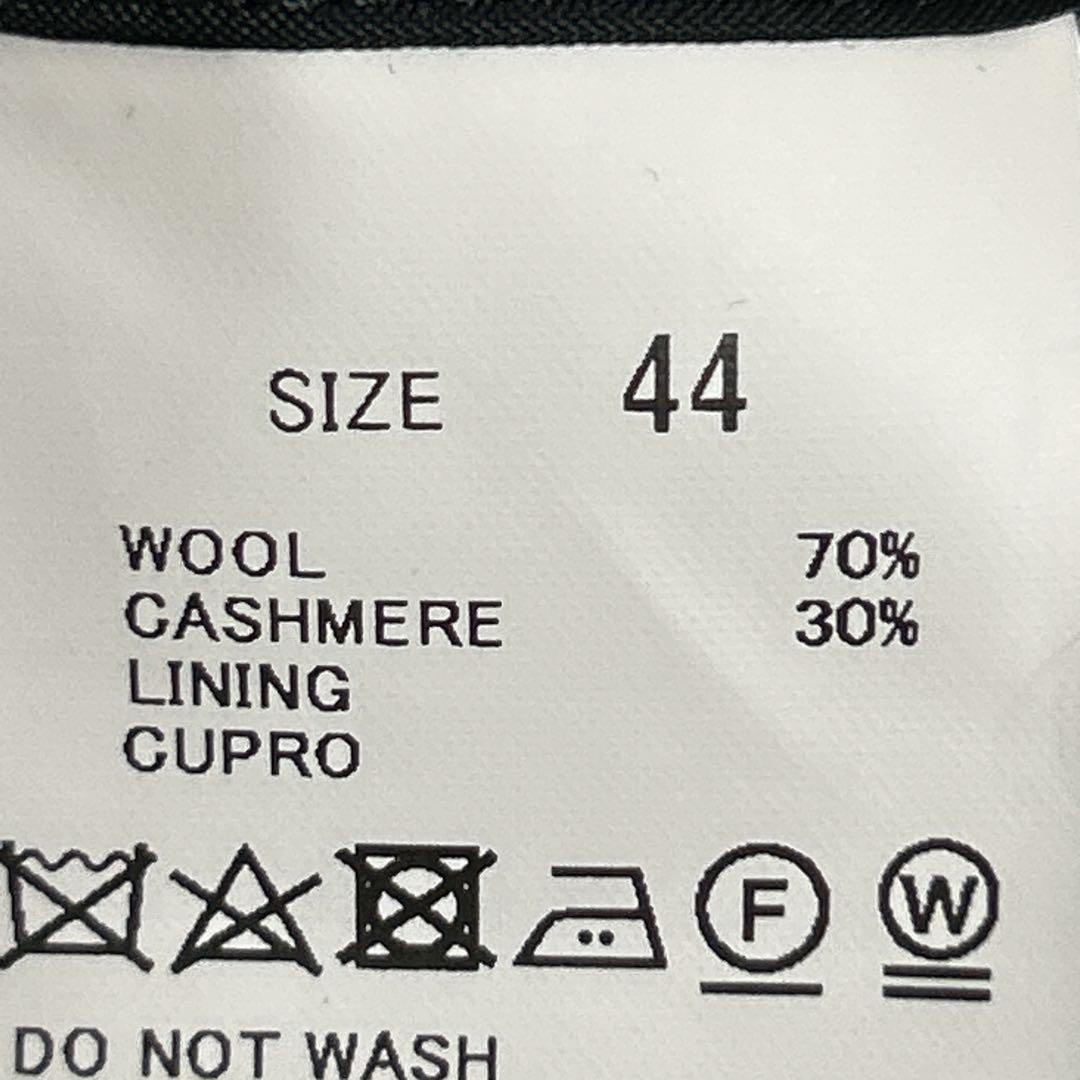 SIZE 44
WOOL 70%
CASHMERE 30%
LINING
CUPRO
F W
DO NOT WASH